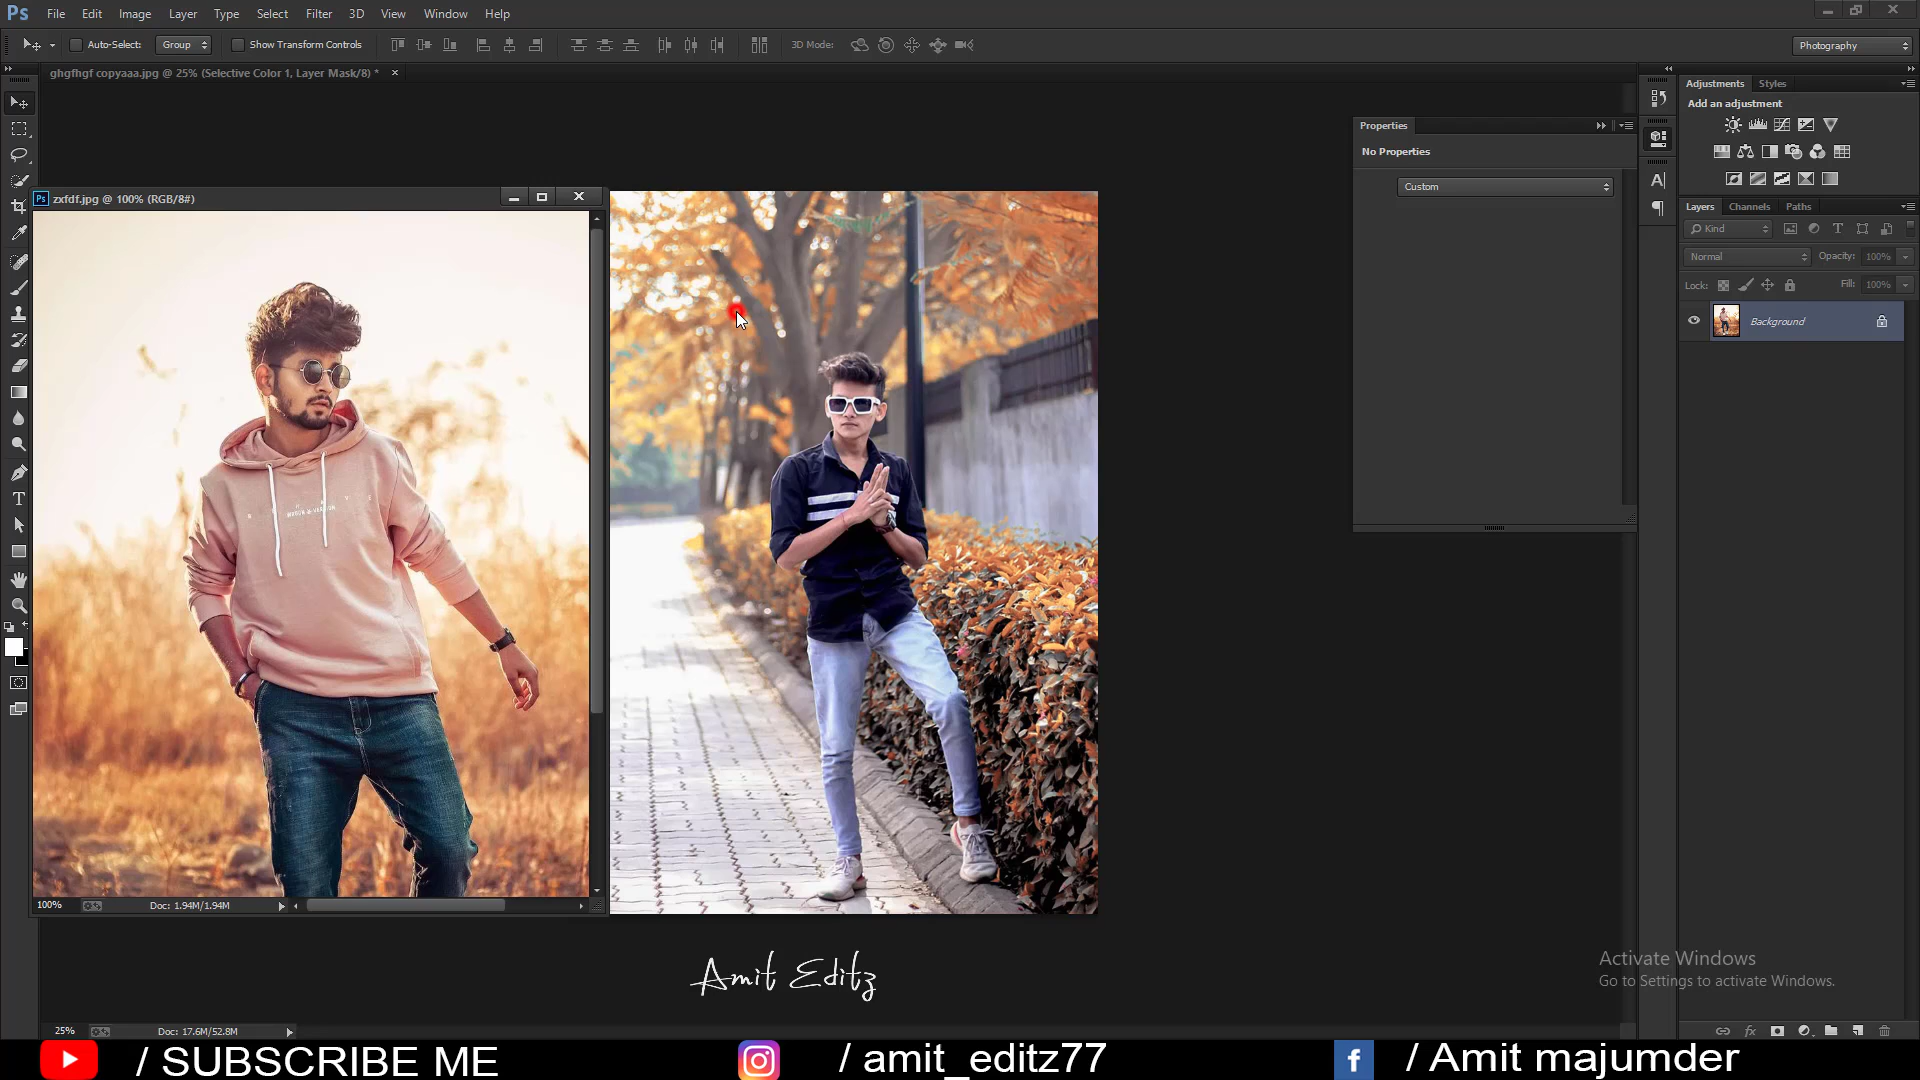 Ps File Edit Image Layer Type Select Filter 3D View Window Help
Auto-Select: Group Show Transform Controls 3D Mode: Photography
ghgfhgf copyaaa.jpg @ 25% (Selective Color 1, Layer Mask/8) *
Adjustments Styles
Add an adjustment
Properties
No Properties
Custom
Ps zxfdf.jpg @ 100% (RGB/8#)
Layers Channels Paths
Kind
Normal Opacity: 100%
Lock: Fill: 100%
Background
100% Doc: 1.94M/1.94M
Amit Editz
Activate Windows
Go to Settings to activate Windows.
25% Doc: 17.6M/52.8M
/ SUBSCRIBE ME / amit_editz77 / Amit majumder